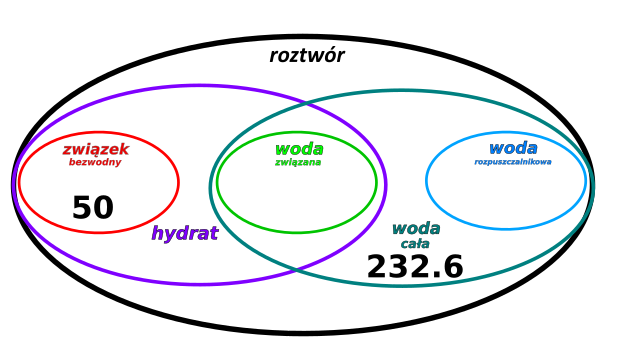 roztwór
związek
bezwodny
50
woda
związana
woda
rozpuszczalnikowa
hydrat
woda
cała
232.6